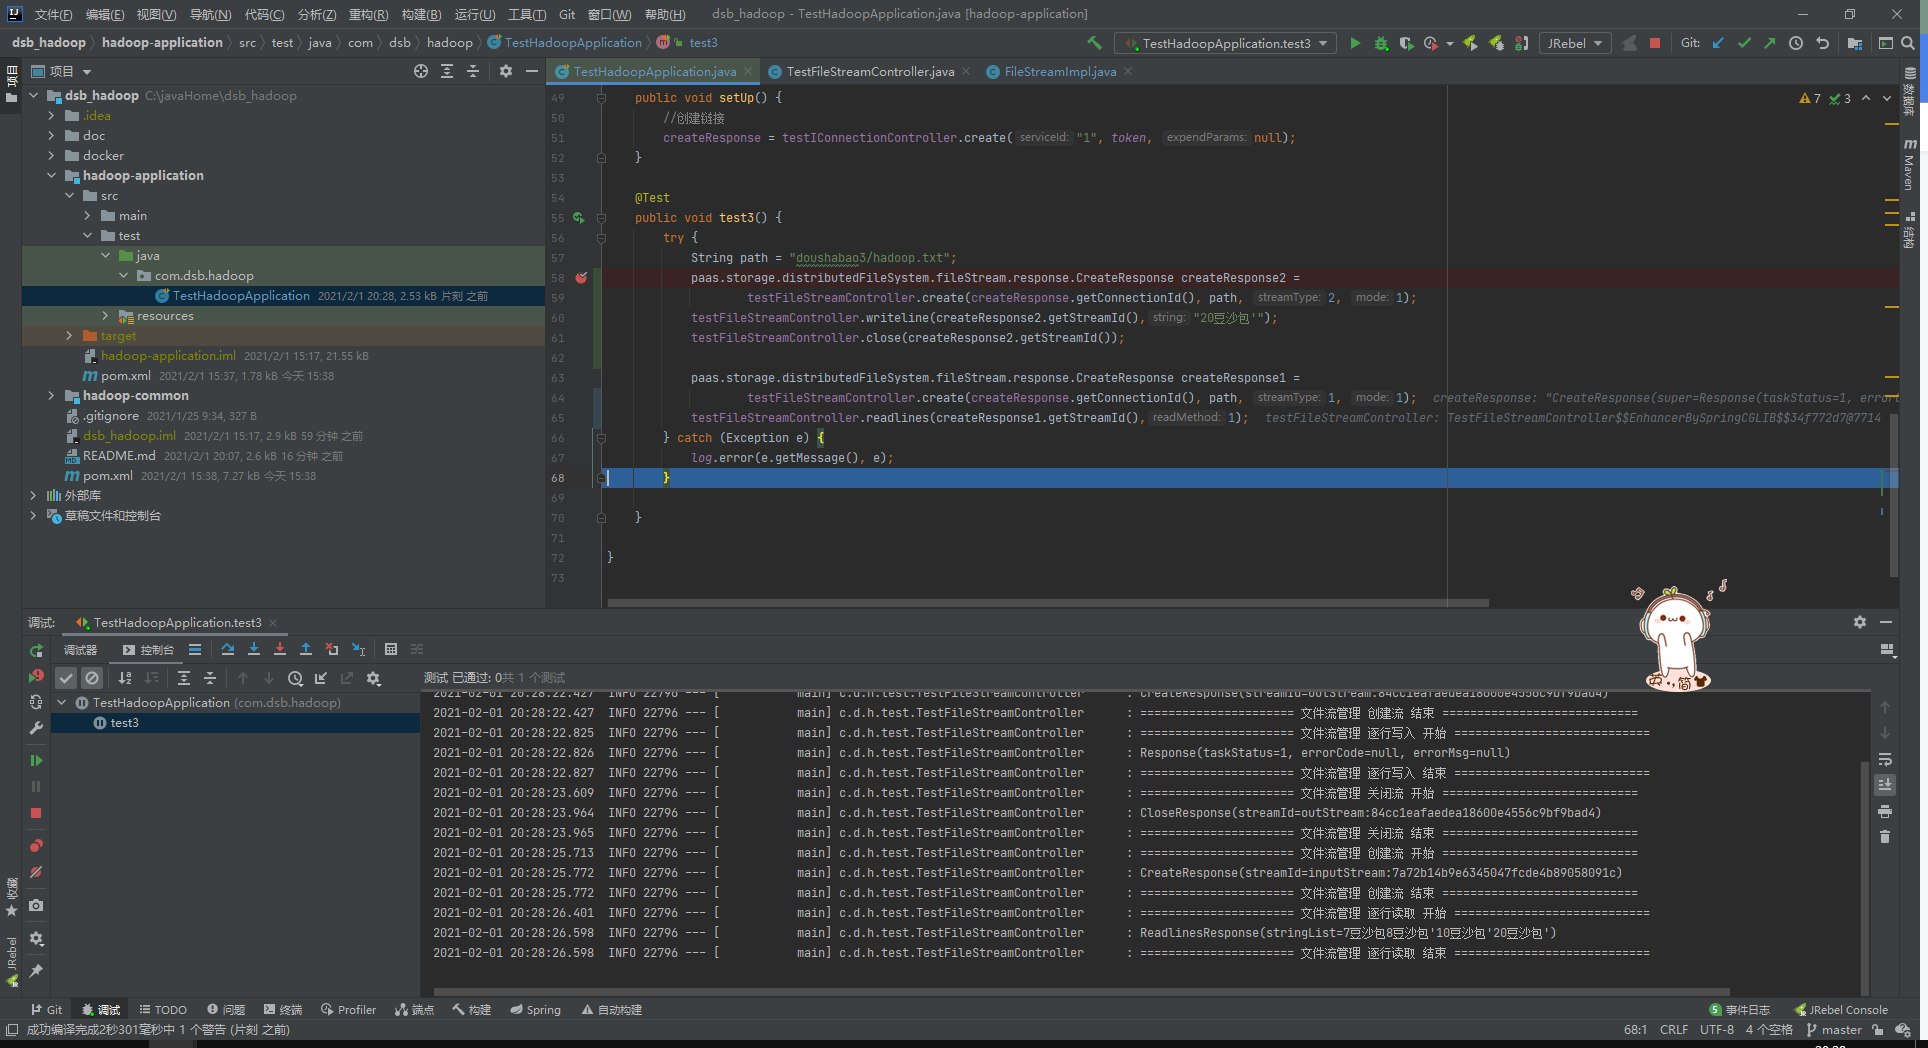 文件(F) 编辑(E) 视图(V) 导航(N) 代码(C) 分析(Z) 重构(R) 构建(B) 运行(U) 工具(T) Git 窗口(W) 帮助(H) dsb_hadoop - TestHadoopApplication.java [hadoop-application]
dsb_hadoop hadoop-application src test java com dsb hadoop TestHadoopApplication test3 TestHadoopApplication.test3 JRebel Git:
项目
项目
TestHadoopApplication.java TestFileStreamController.java FileStreamImpl.java
dsb_hadoop C:\javaHome\dsb_hadoop
.idea
doc
docker
hadoop-application
src
main
test
java
com.dsb.hadoop
TestHadoopApplication 2021/2/1 20:28, 2.53 kB 片刻 之前
resources
target
hadoop-application.iml 2021/2/1 15:17, 21.55 kB
pom.xml 2021/2/1 15:37, 1.78 kB 今天 15:38
hadoop-common
.gitignore 2021/1/25 9:34, 327 B
dsb_hadoop.iml 2021/2/1 15:17, 2.9 kB 59 分钟 之前
README.md 2021/2/1 20:07, 2.6 kB 16 分钟 之前
pom.xml 2021/2/1 15:38, 7.27 kB 今天 15:38
外部库
草稿文件和控制台
7 3
49 public void setUp() {
50 //创建链接
51 createResponse = testIConnectionController.create( serviceId: "1", token, expendParams: null);
52 }
53
54 @Test
55 public void test3() {
56 try {
57 String path = "doushabao3/hadoop.txt";
58 paas.storage.distributedFileSystem.fileStream.response.CreateResponse createResponse2 =
59 testFileStreamController.create(createResponse.getConnectionId(), path, streamType: 2, mode: 1);
60 testFileStreamController.writeline(createResponse2.getStreamId(), string: "20豆沙包'");
61 testFileStreamController.close(createResponse2.getStreamId());
62
63 paas.storage.distributedFileSystem.fileStream.response.CreateResponse createResponse1 =
64 testFileStreamController.create(createResponse.getConnectionId(), path, streamType: 1, mode: 1); createResponse: "CreateResponse(super=Response(taskStatus=1, erro
65 testFileStreamController.readlines(createResponse1.getStreamId(), readMethod: 1); testFileStreamController: TestFileStreamController$$EnhancerBySpringCGLIB$$34f772d7@7714
66 } catch (Exception e) {
67 log.error(e.getMessage(), e);
68 }
69
70 }
71
72 }
73
数据库
Maven
结构
调试: TestHadoopApplication.test3
调试器 控制台
测试 已通过: 0共 1 个测试
TestHadoopApplication (com.dsb.hadoop)
test3
2021-02-01 20:28:22.427 INFO 22796 --- [ main] c.d.h.test.TestFileStreamController : CreateResponse(streamId=outStream:84cc1eafaedea18600e4556c9bf9bad4)
2021-02-01 20:28:22.427 INFO 22796 --- [ main] c.d.h.test.TestFileStreamController : ====================== 文件流管理 创建流 结束 ============================
2021-02-01 20:28:22.825 INFO 22796 --- [ main] c.d.h.test.TestFileStreamController : ====================== 文件流管理 逐行写入 开始 ============================
2021-02-01 20:28:22.826 INFO 22796 --- [ main] c.d.h.test.TestFileStreamController : Response(taskStatus=1, errorCode=null, errorMsg=null)
2021-02-01 20:28:22.827 INFO 22796 --- [ main] c.d.h.test.TestFileStreamController : ====================== 文件流管理 逐行写入 结束 ============================
2021-02-01 20:28:23.609 INFO 22796 --- [ main] c.d.h.test.TestFileStreamController : ====================== 文件流管理 关闭流 开始 ============================
2021-02-01 20:28:23.964 INFO 22796 --- [ main] c.d.h.test.TestFileStreamController : CloseResponse(streamId=outStream:84cc1eafaedea18600e4556c9bf9bad4)
2021-02-01 20:28:23.965 INFO 22796 --- [ main] c.d.h.test.TestFileStreamController : ====================== 文件流管理 关闭流 结束 ============================
2021-02-01 20:28:25.713 INFO 22796 --- [ main] c.d.h.test.TestFileStreamController : ====================== 文件流管理 创建流 开始 ============================
2021-02-01 20:28:25.772 INFO 22796 --- [ main] c.d.h.test.TestFileStreamController : CreateResponse(streamId=inputStream:7a72b14b9e6345047fcde4b89058091c)
2021-02-01 20:28:25.772 INFO 22796 --- [ main] c.d.h.test.TestFileStreamController : ====================== 文件流管理 创建流 结束 ============================
2021-02-01 20:28:26.401 INFO 22796 --- [ main] c.d.h.test.TestFileStreamController : ====================== 文件流管理 逐行读取 开始 ============================
2021-02-01 20:28:26.598 INFO 22796 --- [ main] c.d.h.test.TestFileStreamController : ReadlinesResponse(stringList=7豆沙包8豆沙包'10豆沙包'20豆沙包')
2021-02-01 20:28:26.598 INFO 22796 --- [ main] c.d.h.test.TestFileStreamController : ====================== 文件流管理 逐行读取 结束 ============================
收藏
JRebel
Git 调试 TODO 问题 终端 Profiler 端点 构建 Spring 自动构建 5 事件日志 JRebel Console
成功编译完成2秒301毫秒中 1 个警告 (片刻 之前) 68:1 CRLF UTF-8 4 个空格 master